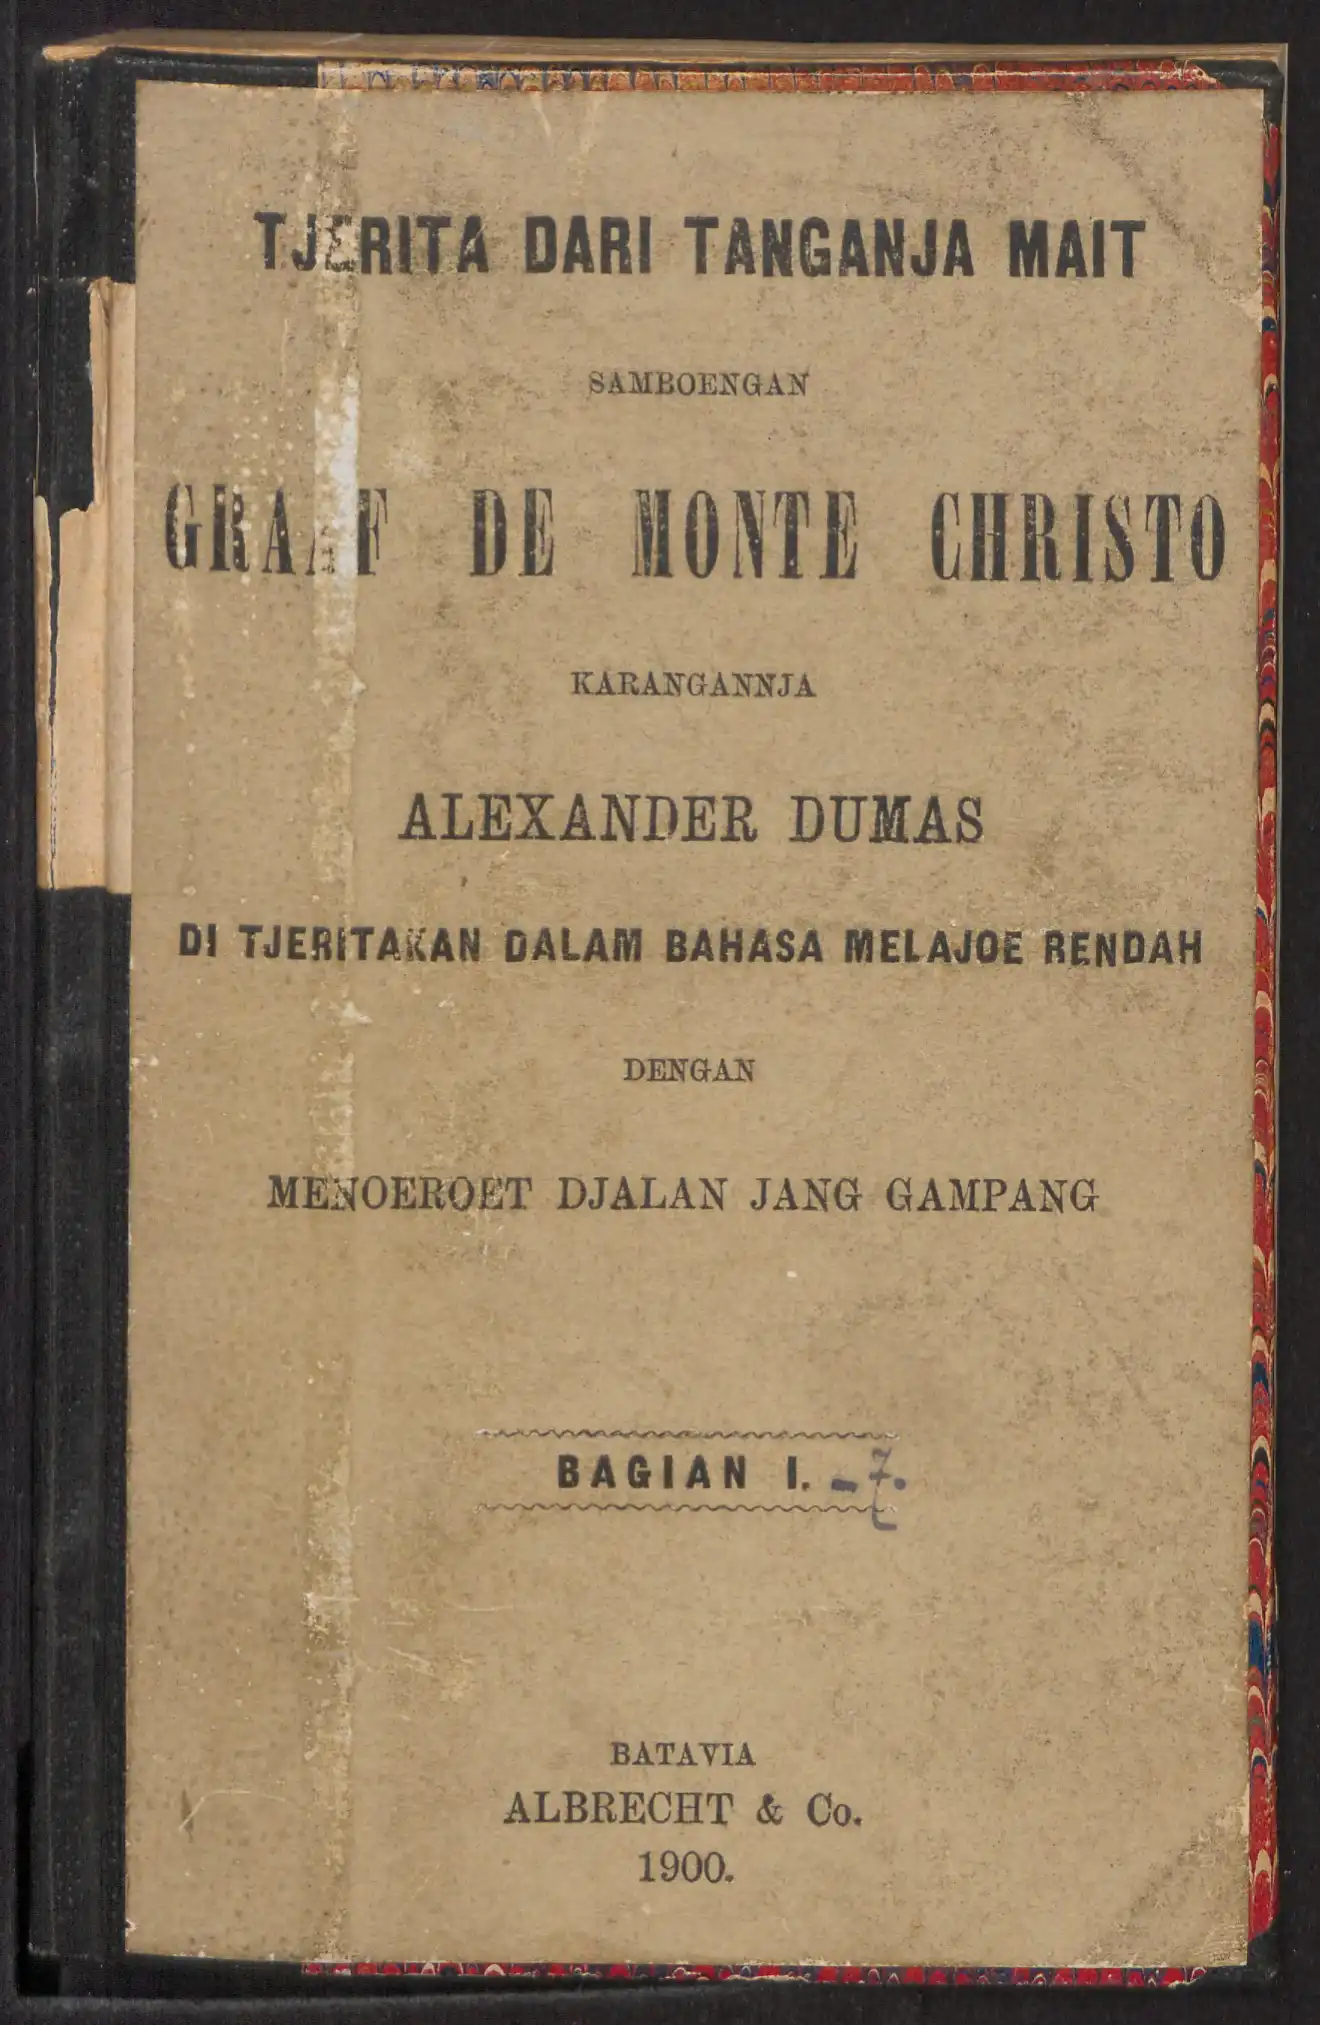 TJERITA DARI TANGANJA MAIT
SAMBOENGAN
GRAAF DE MONTE CHRISTO
KARANGANNJA
ALEXANDER DUMAS
DI TJERITAKAN DALAM BAHASA MELAJOE RENDAH
DENGAN
MENOEROET DJALAN JANG GAMPANG
BAGIAN I. - 7.
BATAVIA
ALBRECHT & Co.
1900.